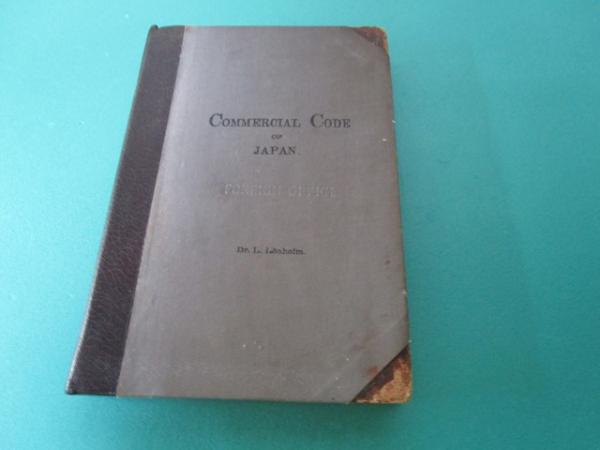 COMMERCIAL CODE
OF
JAPAN.
FOREIGN OFFICE
Dr. L. Lönholm.